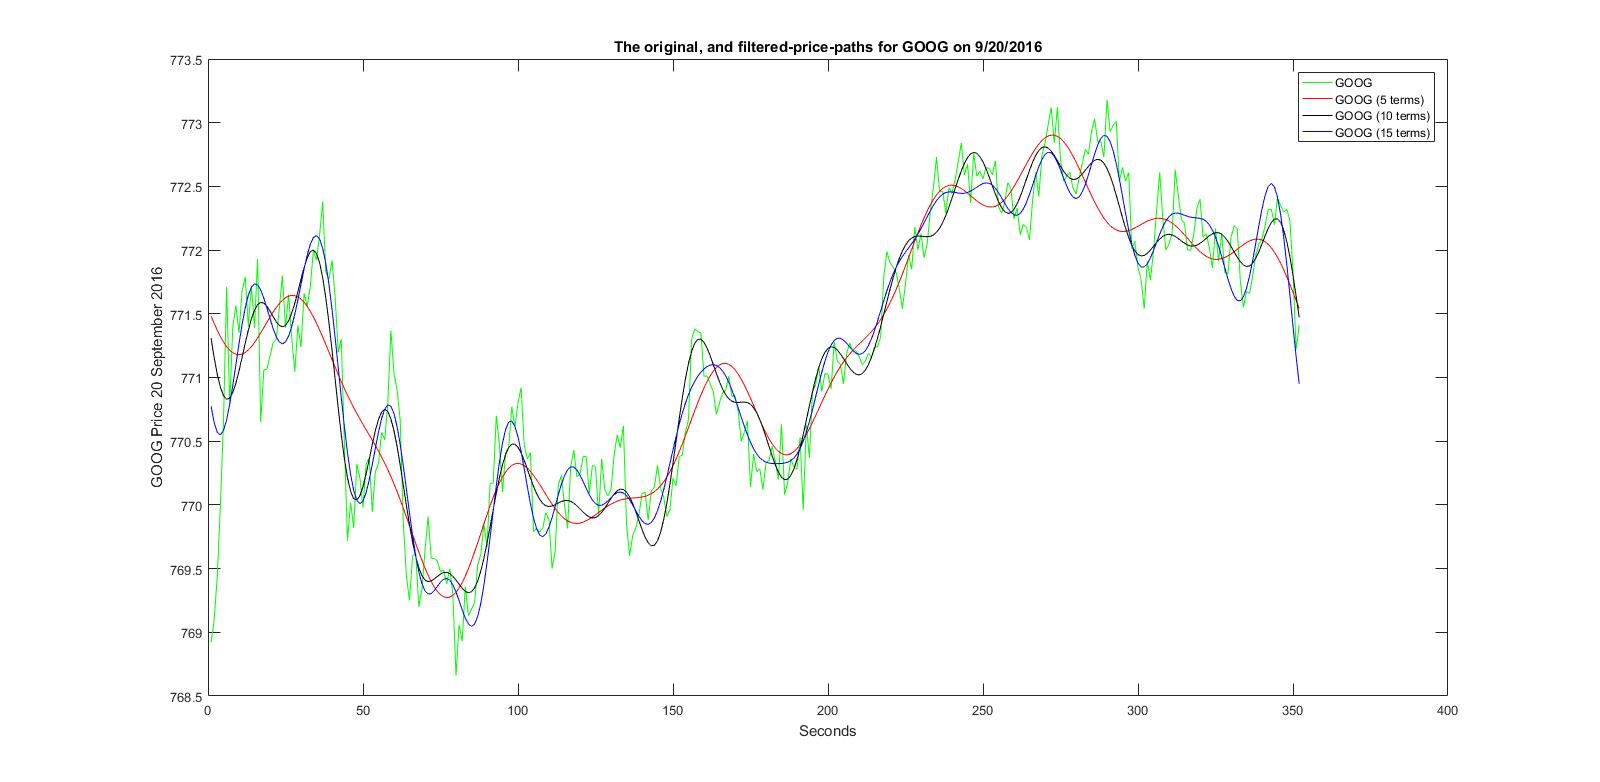 The original, and filtered-price-paths for GOOG on 9/20/2016
773.5
773
772.5
772
771.5
771
770.5
770
769.5
769
768.5
GOOG Price 20 September 2016
GOOG
GOOG (5 terms)
GOOG (10 terms)
GOOG (15 terms)
0 50 100 150 200 250 300 350 400
Seconds